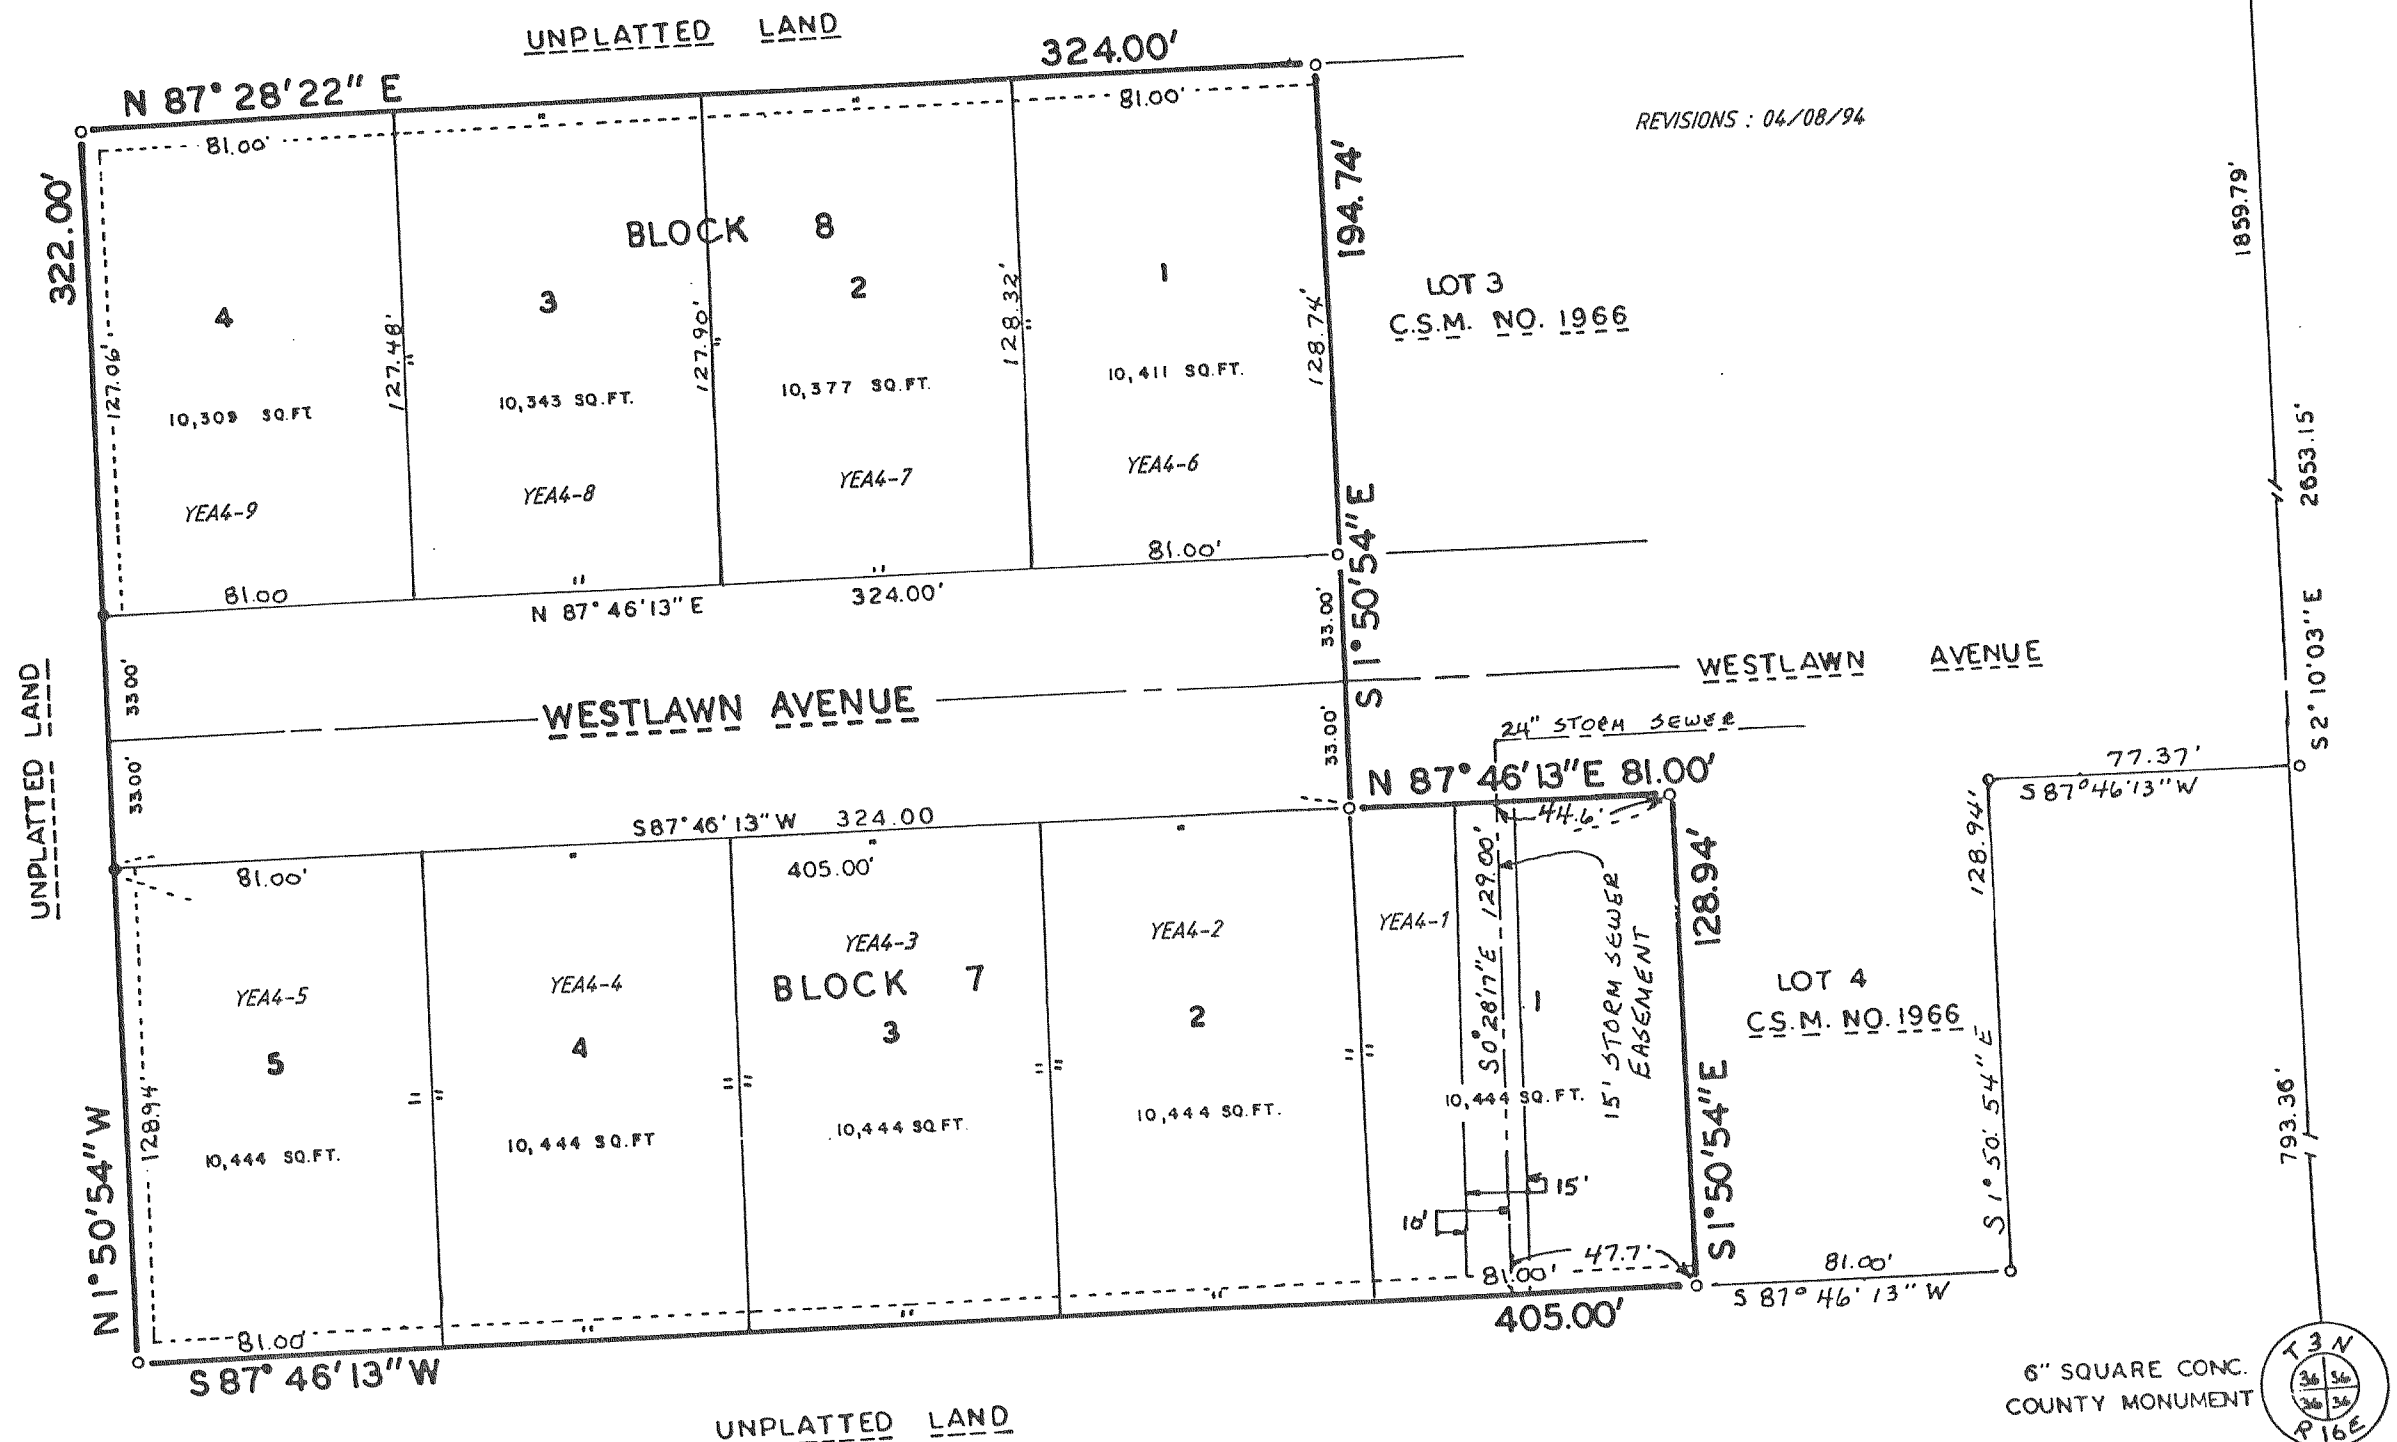 UNPLATTED LAND
N 87° 28' 22" E
324.00'
81.00'
"
"
81.00'
REVISIONS : 04/08/94
322.00'
194.74'
1859.79'
BLOCK 8
4
3
2
1
LOT 3
C.S.M. NO. 1966
127.06'
127.48'
=
127.90'
=
128.32'
=
128.74'
10,309 SQ.FT
10,343 SQ.FT.
10,377 SQ.FT.
10,411 SQ.FT.
YEA4-9
YEA4-8
YEA4-7
YEA4-6
2653.15'
81.00
"
"
81.00'
N 87° 46' 13" E
324.00'
S 1° 50' 54" E
33.00'
33.00'
UNPLATTED LAND
WESTLAWN AVENUE
WESTLAWN AVENUE
S 2° 10' 03" E
33.00'
33.00'
24" STORM SEWER
N 87° 46' 13" E 81.00'
77.37'
S 87° 46' 13" W
S 87° 46' 13" W 324.00
44.6'
81.00'
"
405.00'
"
"
128.94'
128.94'
S 0° 28' 17" E 129.00'
15' STORM SEWER
EASEMENT
YEA4-5
YEA4-4
YEA4-3
YEA4-2
YEA4-1
BLOCK 7
5
4
3
2
1
LOT 4
C.S.M. NO. 1966
= =
= =
= =
= =
128.94'
10,444 SQ.FT.
10,444 SQ.FT
10,444 SQ.FT.
10,444 SQ.FT.
10,444 SQ.FT.
N 1° 50' 54" W
S 1° 50' 54" E
S 1° 50' 54" E
793.36'
15'
10'
47.7'
81.00'
81.00'
"
"
"
81.00'
S 87° 46' 13" W
405.00'
S 87° 46' 13" W
UNPLATTED LAND
6" SQUARE CONC.
COUNTY MONUMENT
T 3 N
36 36
36 36
R 16 E